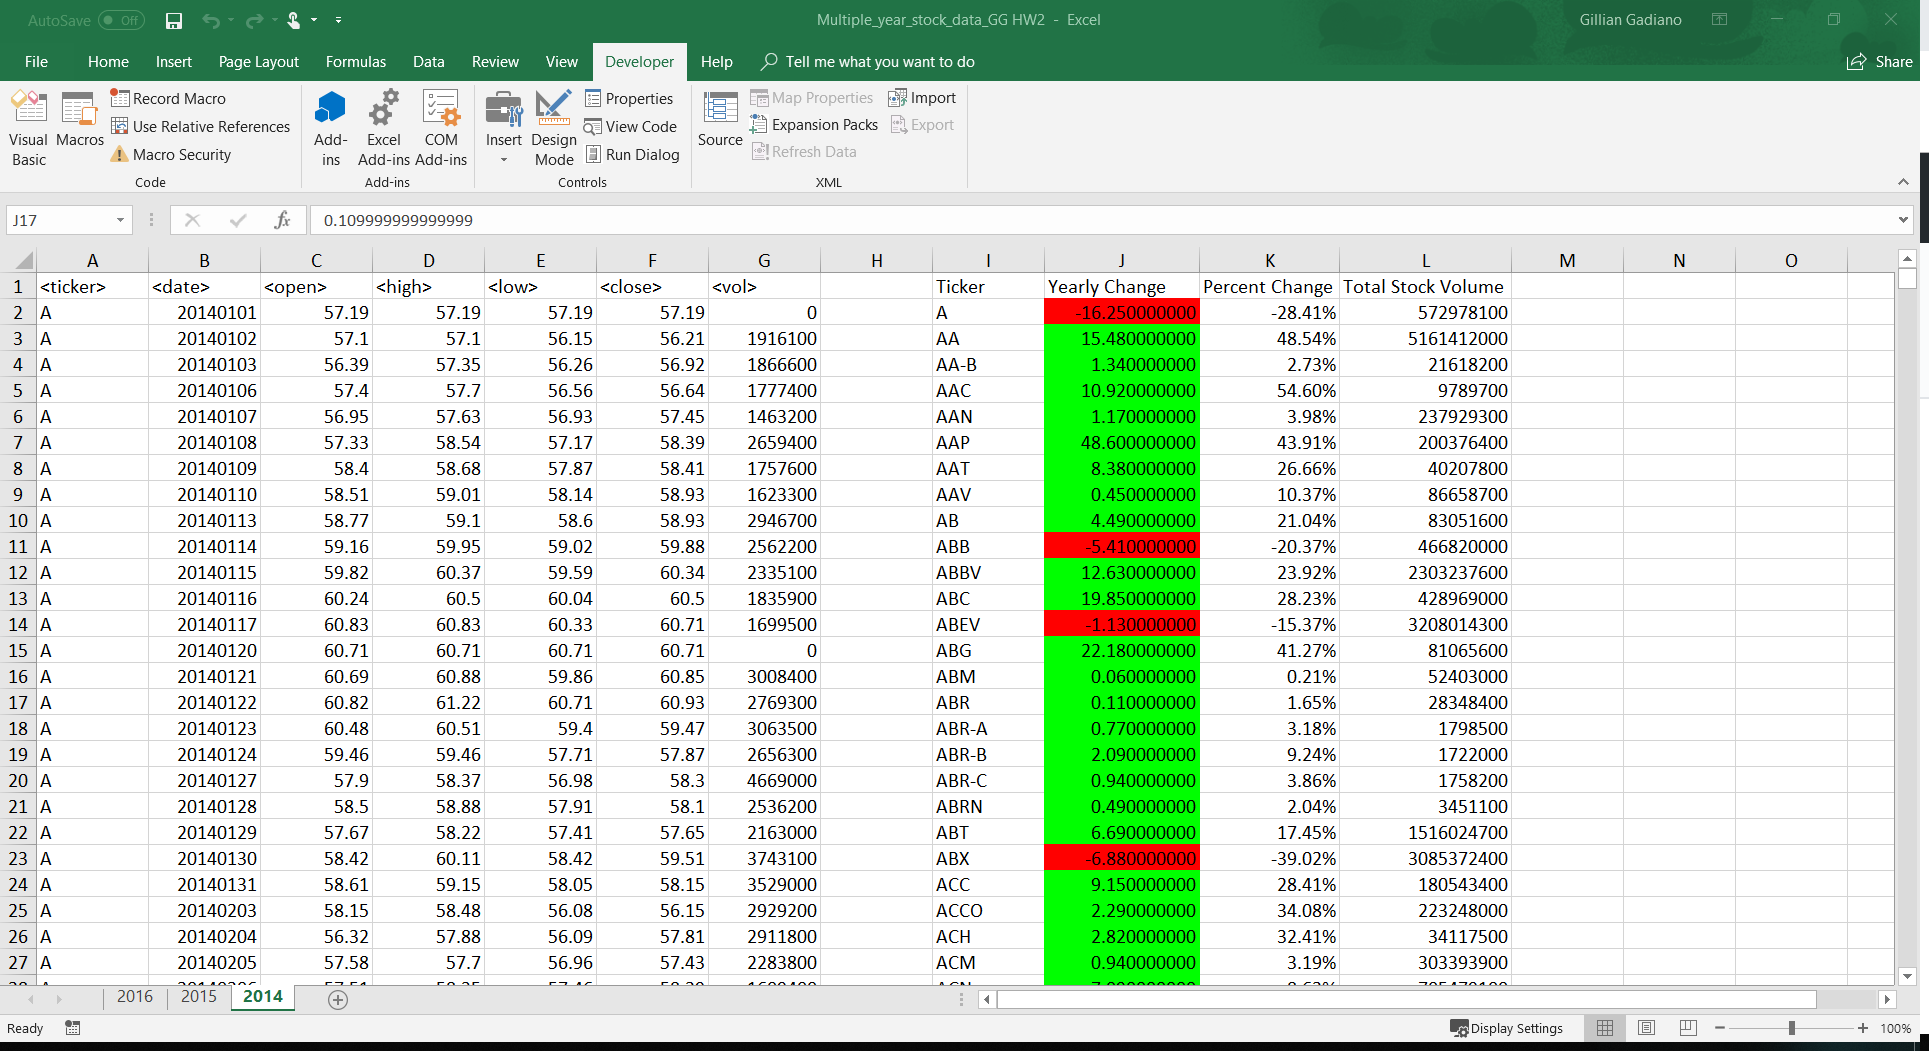 AutoSave Off Multiple_year_stock_data_GG HW2 - Excel Gillian Gadiano
File Home Insert Page Layout Formulas Data Review View Developer Help Tell me what you want to do Share
Visual Basic Macros Record Macro Use Relative References Macro Security Code
Add-ins Excel Add-ins COM Add-ins Add-ins
Insert Design Mode Properties View Code Run Dialog Controls
Source Map Properties Expansion Packs Refresh Data Import Export XML
J17 fx 0.109999999999999
A B C D E F G H I J K L M N O
1 <ticker> <date> <open> <high> <low> <close> <vol> Ticker Yearly Change Percent Change Total Stock Volume
2 A 20140101 57.19 57.19 57.19 57.19 0 A -16.250000000 -28.41% 572978100
3 A 20140102 57.1 57.1 56.15 56.21 1916100 AA 15.480000000 48.54% 5161412000
4 A 20140103 56.39 57.35 56.26 56.92 1866600 AA-B 1.340000000 2.73% 21618200
5 A 20140106 57.4 57.7 56.56 56.64 1777400 AAC 10.920000000 54.60% 9789700
6 A 20140107 56.95 57.63 56.93 57.45 1463200 AAN 1.170000000 3.98% 237929300
7 A 20140108 57.33 58.54 57.17 58.39 2659400 AAP 48.600000000 43.91% 200376400
8 A 20140109 58.4 58.68 57.87 58.41 1757600 AAT 8.380000000 26.66% 40207800
9 A 20140110 58.51 59.01 58.14 58.93 1623300 AAV 0.450000000 10.37% 86658700
10 A 20140113 58.77 59.1 58.6 58.93 2946700 AB 4.490000000 21.04% 83051600
11 A 20140114 59.16 59.95 59.02 59.88 2562200 ABB -5.410000000 -20.37% 466820000
12 A 20140115 59.82 60.37 59.59 60.34 2335100 ABBV 12.630000000 23.92% 2303237600
13 A 20140116 60.24 60.5 60.04 60.5 1835900 ABC 19.850000000 28.23% 428969000
14 A 20140117 60.83 60.83 60.33 60.71 1699500 ABEV -1.130000000 -15.37% 3208014300
15 A 20140120 60.71 60.71 60.71 60.71 0 ABG 22.180000000 41.27% 81065600
16 A 20140121 60.69 60.88 59.86 60.85 3008400 ABM 0.060000000 0.21% 52403000
17 A 20140122 60.82 61.22 60.71 60.93 2769300 ABR 0.110000000 1.65% 28348400
18 A 20140123 60.48 60.51 59.4 59.47 3063500 ABR-A 0.770000000 3.18% 1798500
19 A 20140124 59.46 59.46 57.71 57.87 2656300 ABR-B 2.090000000 9.24% 1722000
20 A 20140127 57.9 58.37 56.98 58.3 4669000 ABR-C 0.940000000 3.86% 1758200
21 A 20140128 58.5 58.88 57.91 58.1 2536200 ABRN 0.490000000 2.04% 3451100
22 A 20140129 57.67 58.22 57.41 57.65 2163000 ABT 6.690000000 17.45% 1516024700
23 A 20140130 58.42 60.11 58.42 59.51 3743100 ABX -6.880000000 -39.02% 3085372400
24 A 20140131 58.61 59.15 58.05 58.15 3529000 ACC 9.150000000 28.41% 180543400
25 A 20140203 58.15 58.48 56.08 56.15 2929200 ACCO 2.290000000 34.08% 223248000
26 A 20140204 56.32 57.88 56.09 57.81 2911800 ACH 2.820000000 32.41% 34117500
27 A 20140205 57.58 57.7 56.96 57.43 2283800 ACM 0.940000000 3.19% 303393900
2016 2015 2014
Ready Display Settings 100%